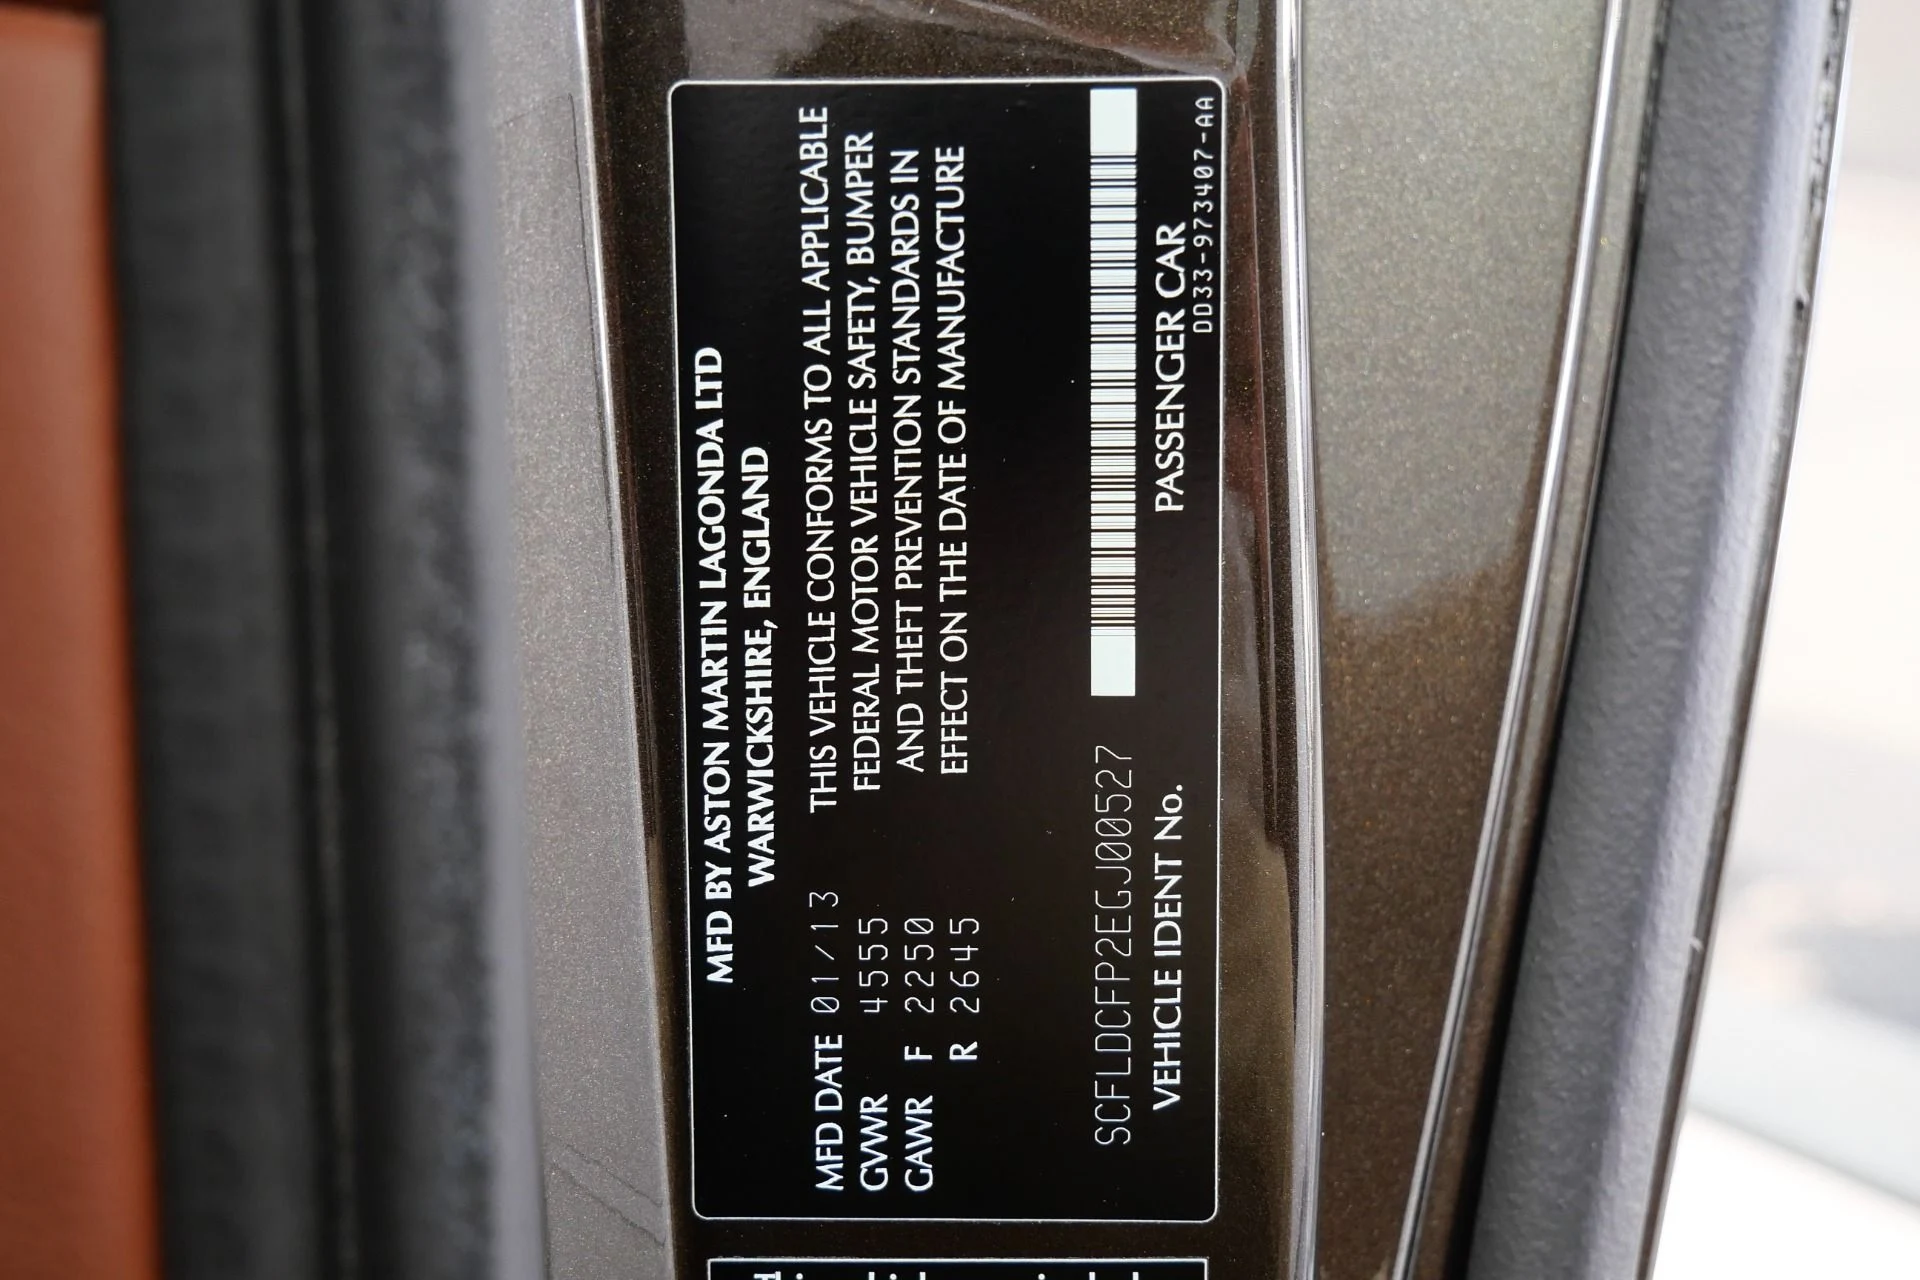 MFD BY ASTON MARTIN LAGONDA LTD
WARWICKSHIRE, ENGLAND
MFD DATE 01/13
GVWR 4555
GAWR F 2250
R 2645
THIS VEHICLE CONFORMS TO ALL APPLICABLE
FEDERAL MOTOR VEHICLE SAFETY, BUMPER
AND THEFT PREVENTION STANDARDS IN
EFFECT ON THE DATE OF MANUFACTURE
SCFLDCFP2EGJ00527
VEHICLE IDENT No.
PASSENGER CAR
DD33-973407-AA